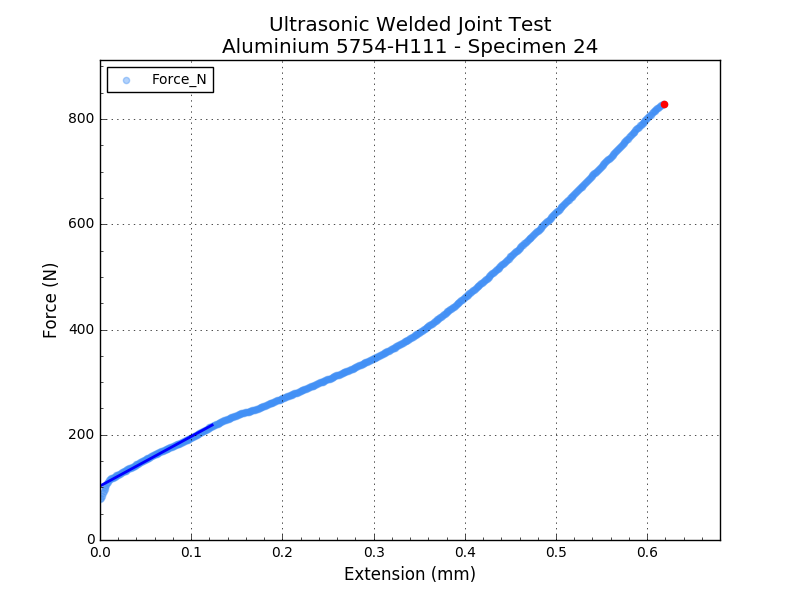 Ultrasonic Welded Joint Test
Aluminium 5754-H111 - Specimen 24
Force_N
800
600
400
200
0
0.0 0.1 0.2 0.3 0.4 0.5 0.6
Force (N)
Extension (mm)